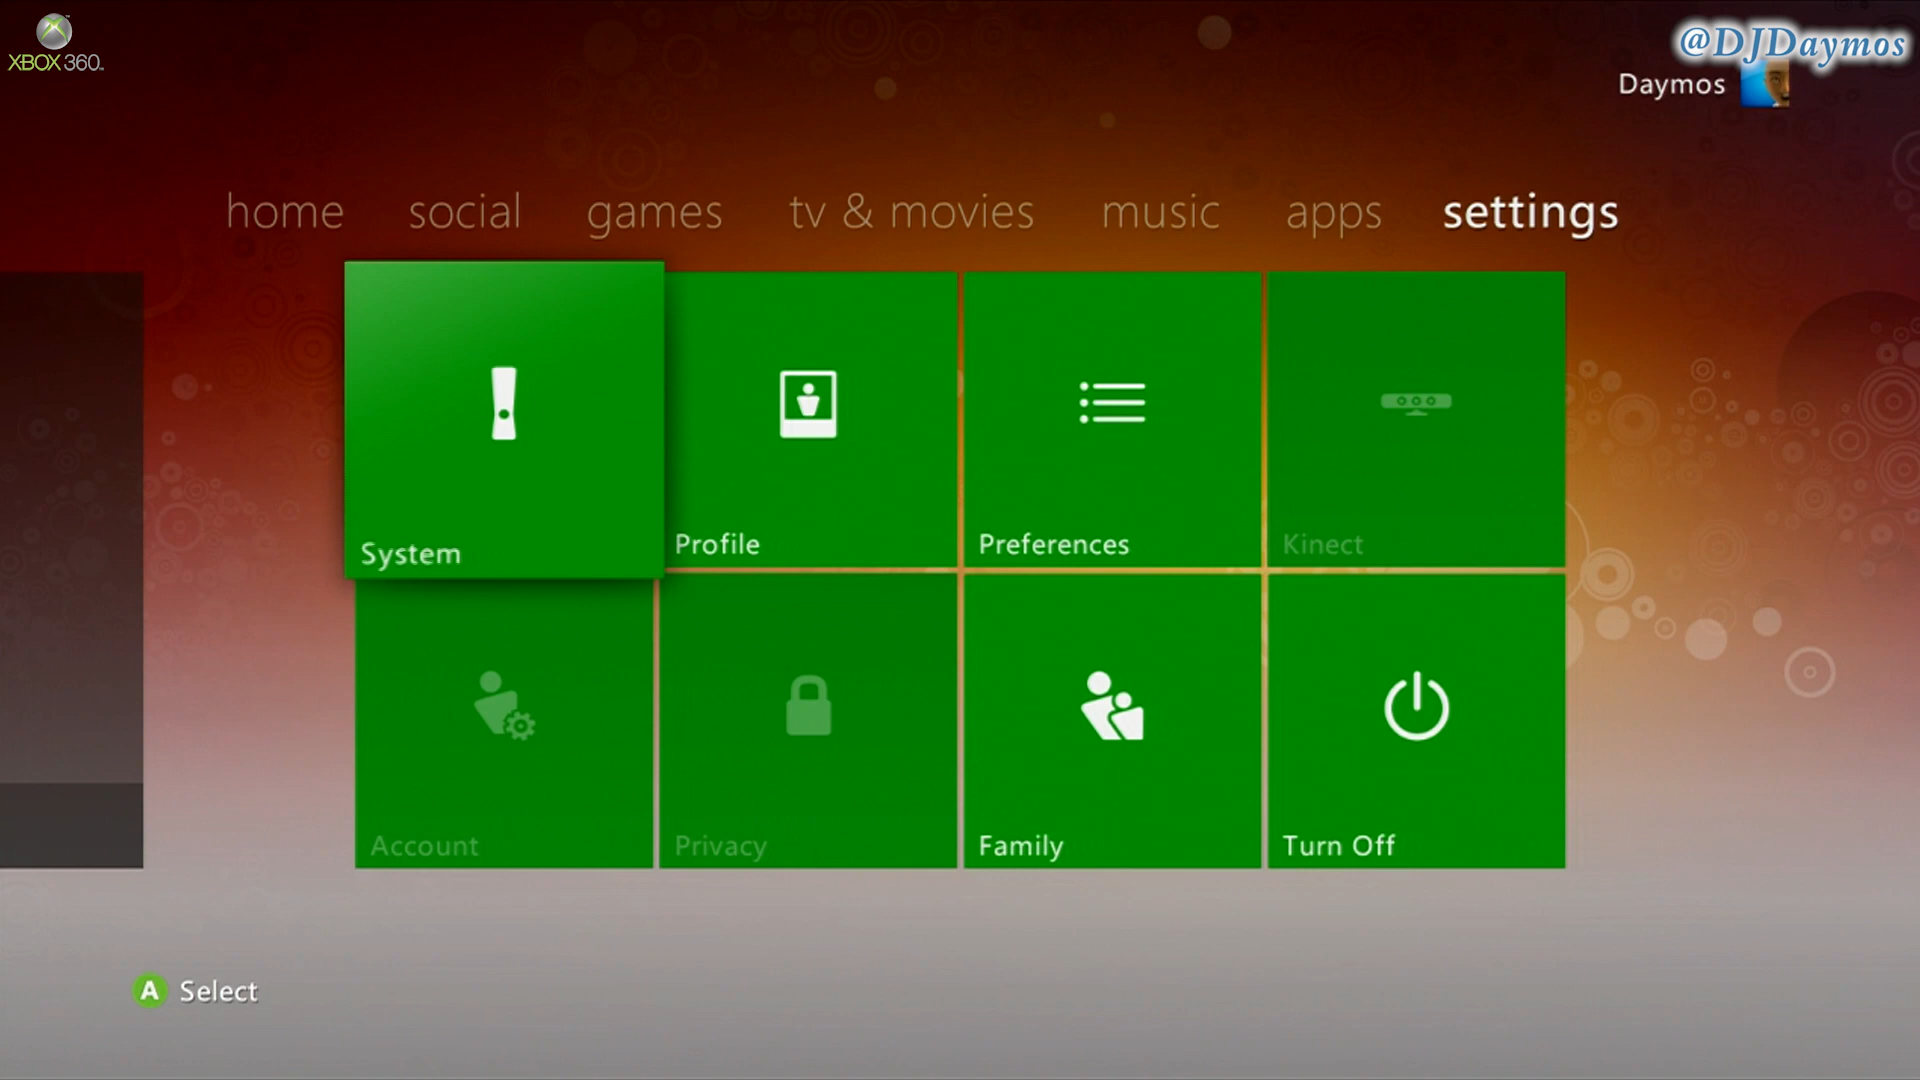 XBOX 360
@DJDaymos
Daymos
home social games tv & movies music apps settings
System
Profile
Preferences
Kinect
Account
Privacy
Family
Turn Off
A Select